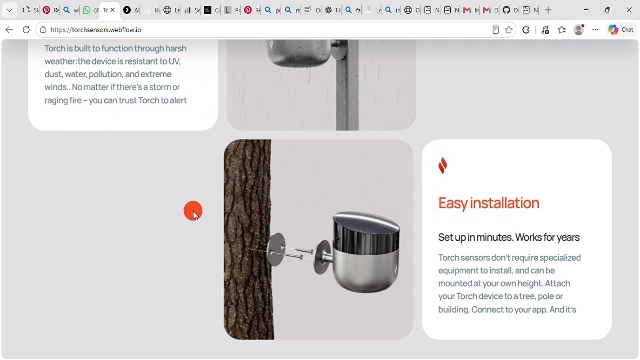 https://torchsensors.webflow.io
Chat
Torch is built to function through harsh
weather:the device is resistant to UV,
dust, water, pollution, and extreme
winds.. No matter if there's a storm or
raging fire – you can trust Torch to alert
Easy installation
Set up in minutes. Works for years
Torch sensors don't require specialized
equipment to install, and can be
mounted at your own height. Attach
your Torch device to a tree, pole or
building. Connect to your app. And it's